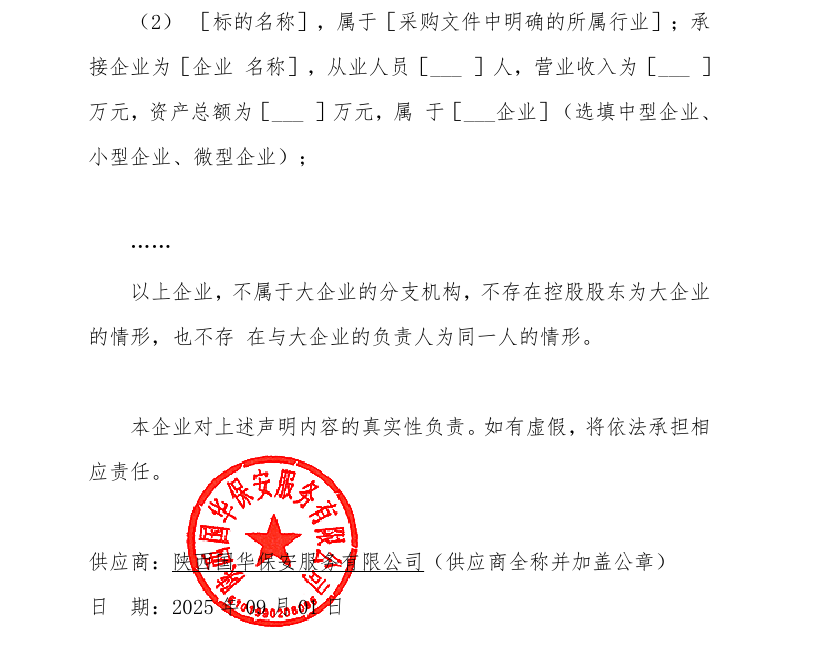 （2） ［标的名称］，属于［采购文件中明确的所属行业］；承
接企业为［企业 名称］，从业人员［___ ］人，营业收入为［___ ］
万元，资产总额为［___ ］万元，属 于［___企业］（选填中型企业、
小型企业、微型企业）；
……
以上企业，不属于大企业的分支机构，不存在控股股东为大企业
的情形，也不存 在与大企业的负责人为同一人的情形。
本企业对上述声明内容的真实性负责。如有虚假，将依法承担相
应责任。
供应商：陕西国华保安服务有限公司（供应商全称并加盖公章）
日 期：2025 年 09 月 01 日
陕西国华保安服务有限公司